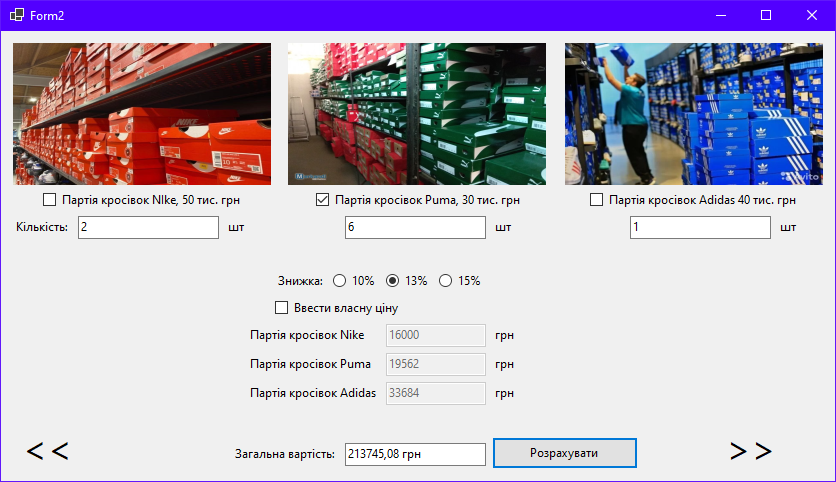 Form2
NIKE
Партія кросівок NIke, 50 тис. грн
Партія кросівок Puma, 30 тис. грн
Партія кросівок Adidas 40 тис. грн
Кількість: 2 шт
6 шт
1 шт
Знижка: 10% 13% 15%
Ввести власну ціну
Партія кросівок Nike 16000 грн
Партія кросівок Puma 19562 грн
Партія кросівок Adidas 33684 грн
<< Загальна вартість: 213745,08 грн Розрахувати >>